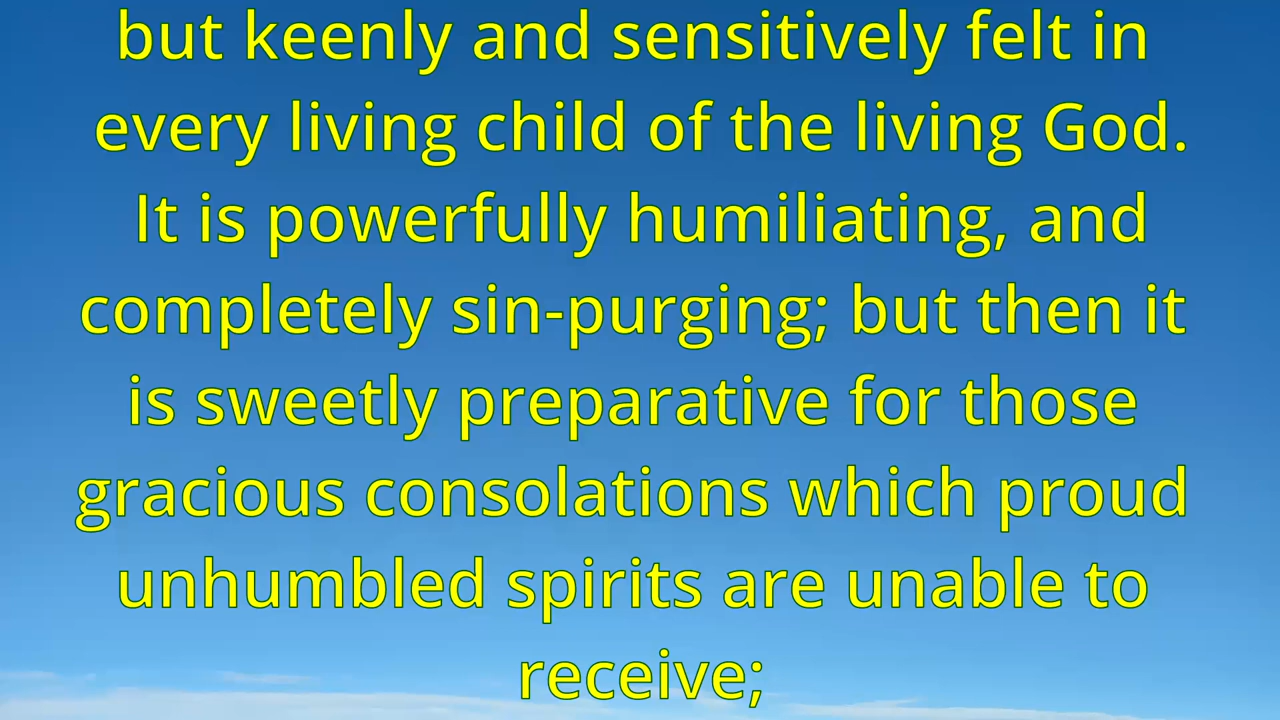 but keenly and sensitively felt in
every living child of the living God.
It is powerfully humiliating, and
completely sin-purging; but then it
is sweetly preparative for those
gracious consolations which proud
unhumbled spirits are unable to
receive;